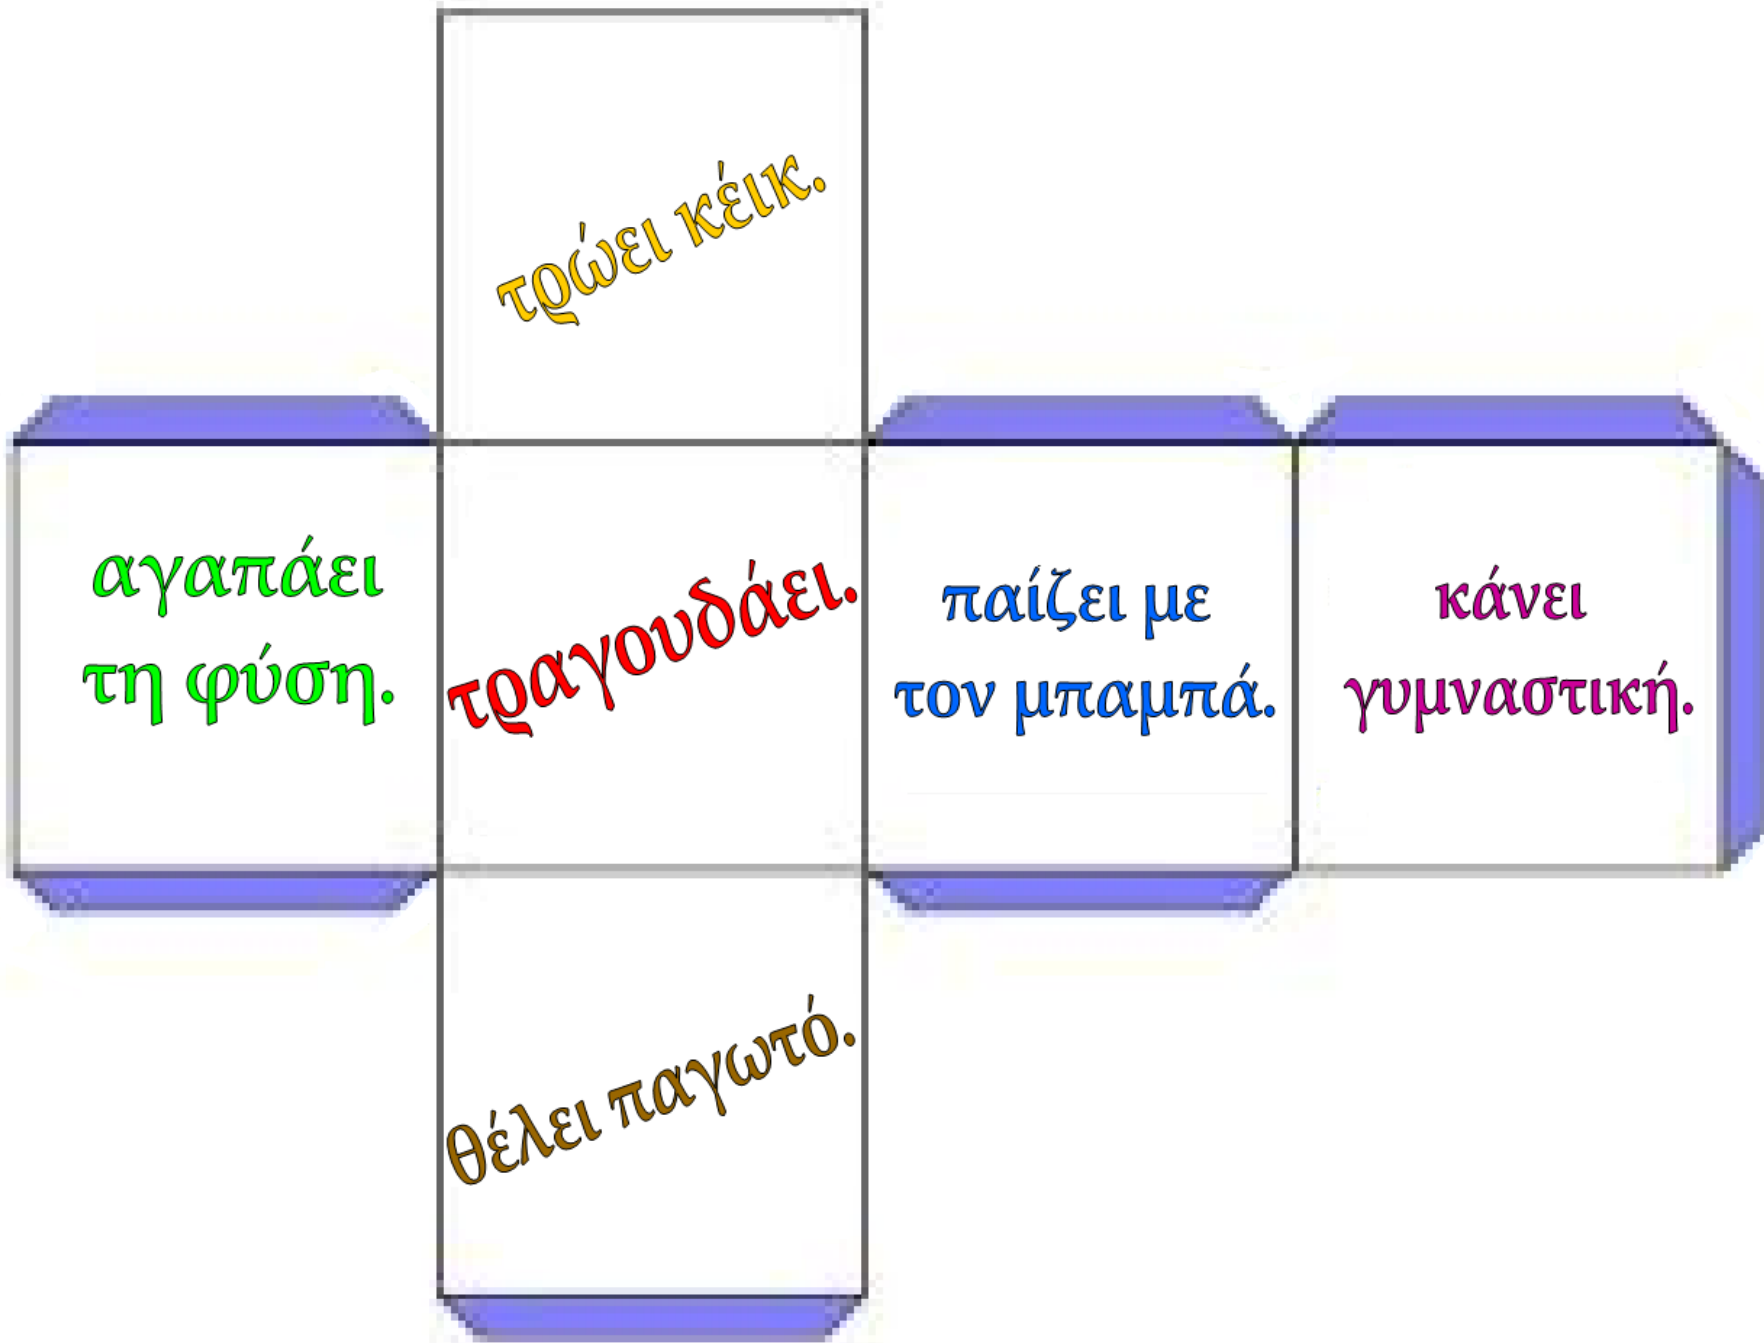 τρώει κέικ.
αγαπάει
τη φύση.
τραγουδάει.
παίζει με
τον μπαμπά.
κάνει
γυμναστική.
θέλει παγωτό.